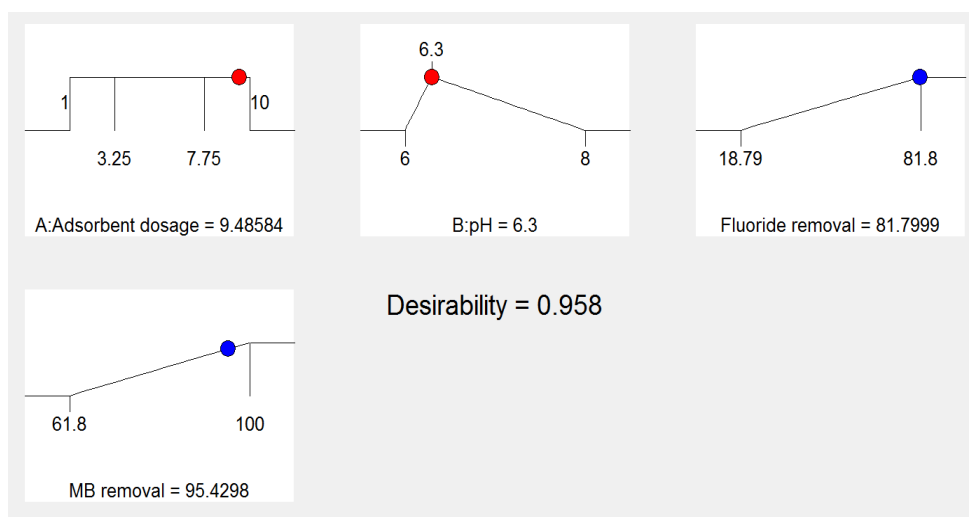 1
10
3.25
7.75
A:Adsorbent dosage = 9.48584
6.3
6
8
B:pH = 6.3
18.79
81.8
Fluoride removal = 81.7999
Desirability = 0.958
61.8
100
MB removal = 95.4298